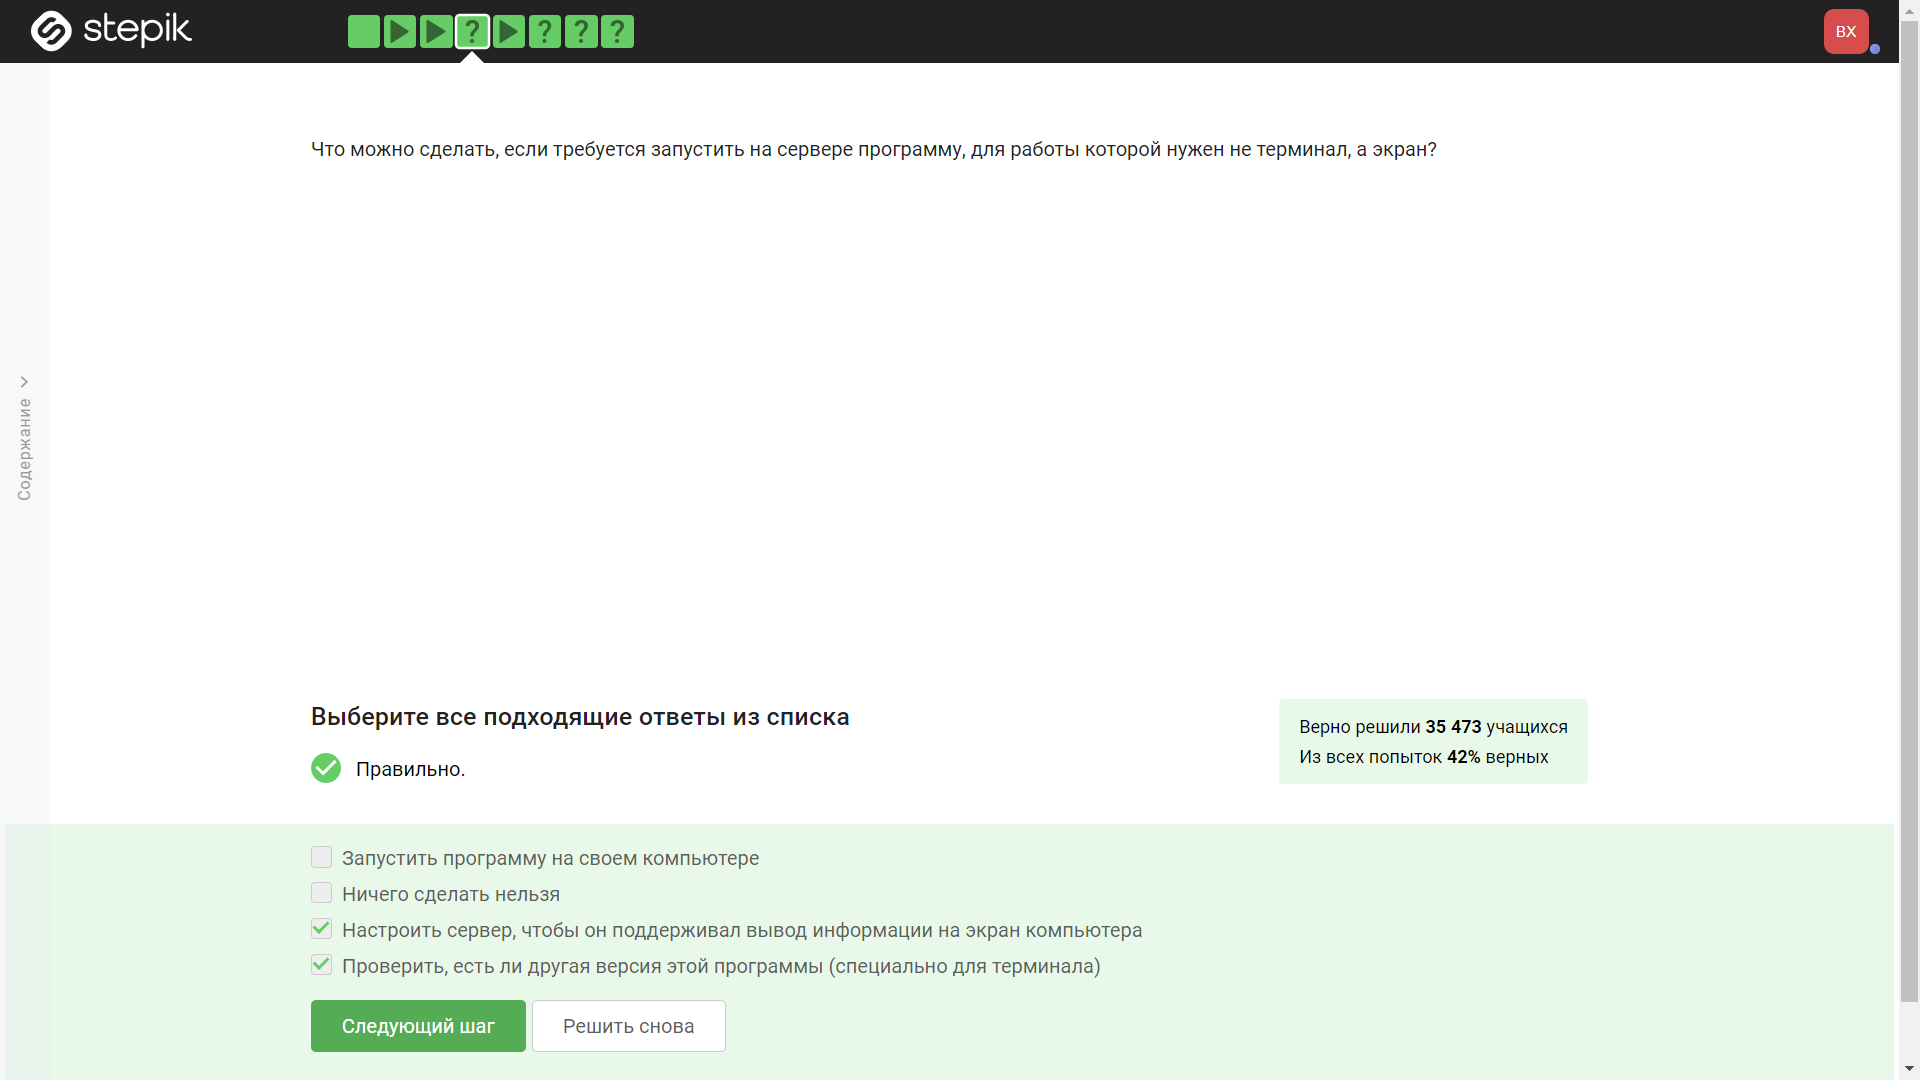 stepik
? ? ? ?
ВХ
Содержание
Что можно сделать, если требуется запустить на сервере программу, для работы которой нужен не терминал, а экран?
Выберите все подходящие ответы из списка
Правильно.
Верно решили 35 473 учащихся
Из всех попыток 42% верных
Запустить программу на своем компьютере
Ничего сделать нельзя
Настроить сервер, чтобы он поддерживал вывод информации на экран компьютера
Проверить, есть ли другая версия этой программы (специально для терминала)
Следующий шаг
Решить снова